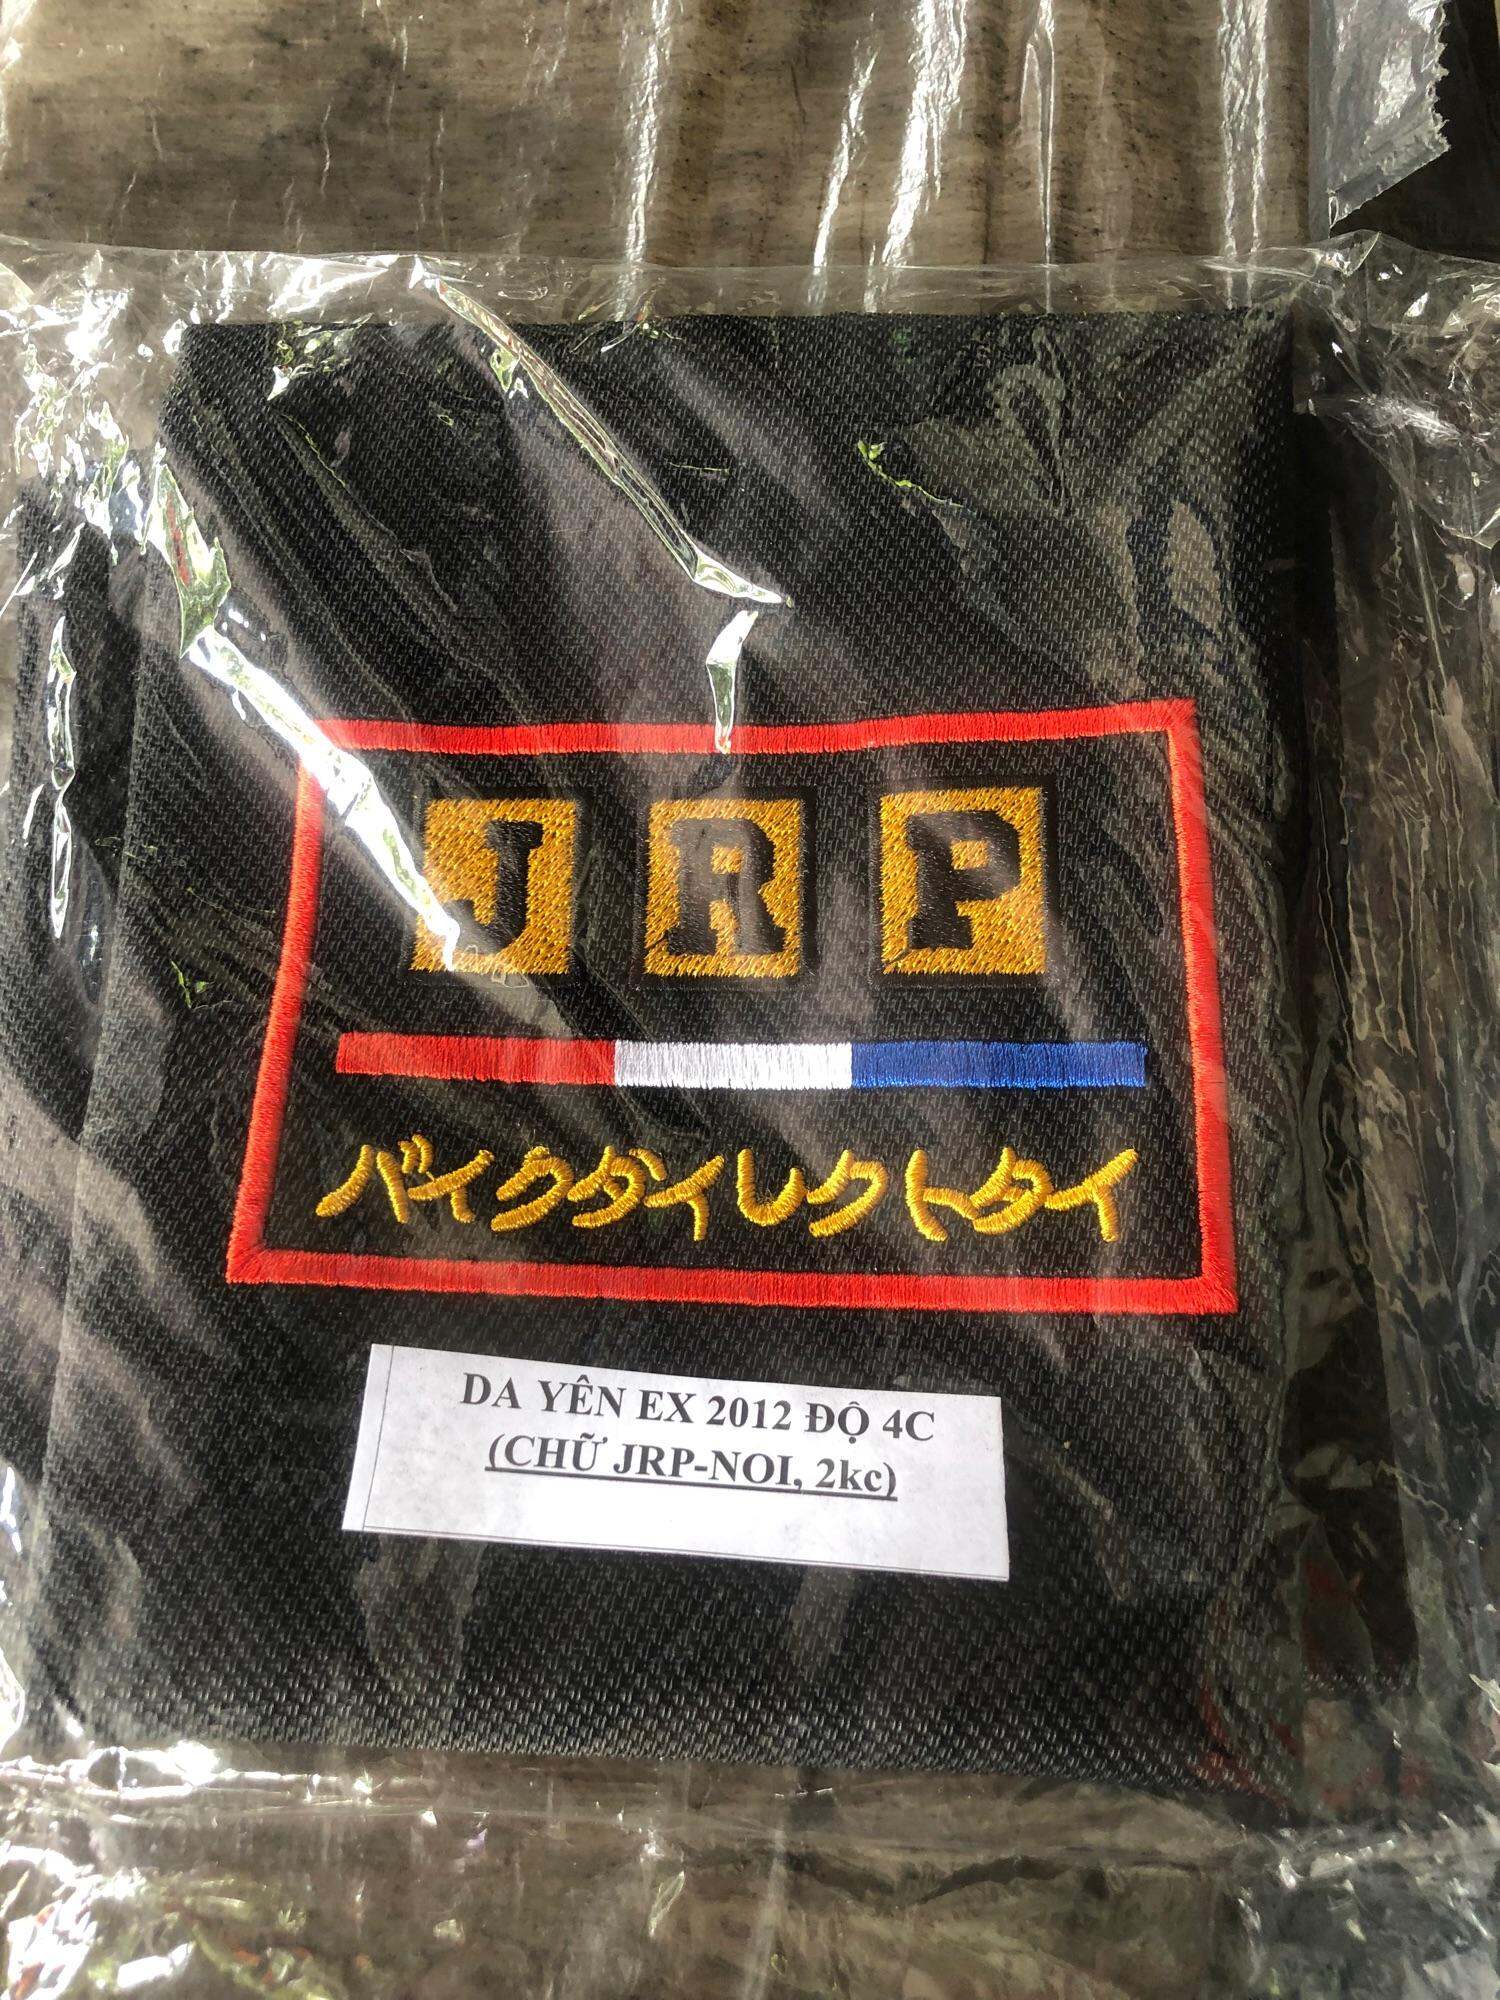 JRP
バイクダイレクトタイ
DA YÊN EX 2012 ĐỘ 4C
(CHỮ JRP-NOI, 2kc)